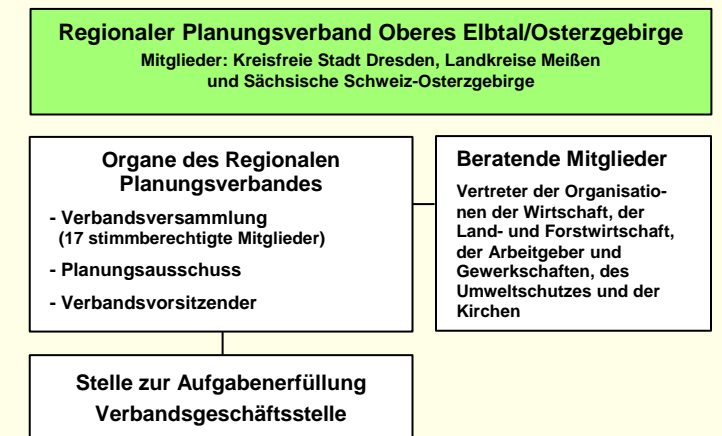 Regionaler Planungsverband Oberes Elbtal/Osterzgebirge
Mitglieder: Kreisfreie Stadt Dresden, Landkreise Meißen
und Sächsische Schweiz-Osterzgebirge
Organe des Regionalen
Planungsverbandes
- Verbandsversammlung
(17 stimmberechtigte Mitglieder)
- Planungsausschuss
- Verbandsvorsitzender
Beratende Mitglieder
Vertreter der Organisatio-
nen der Wirtschaft, der
Land- und Forstwirtschaft,
der Arbeitgeber und
Gewerkschaften, des
Umweltschutzes und der
Kirchen
Stelle zur Aufgabenerfüllung
Verbandsgeschäftsstelle